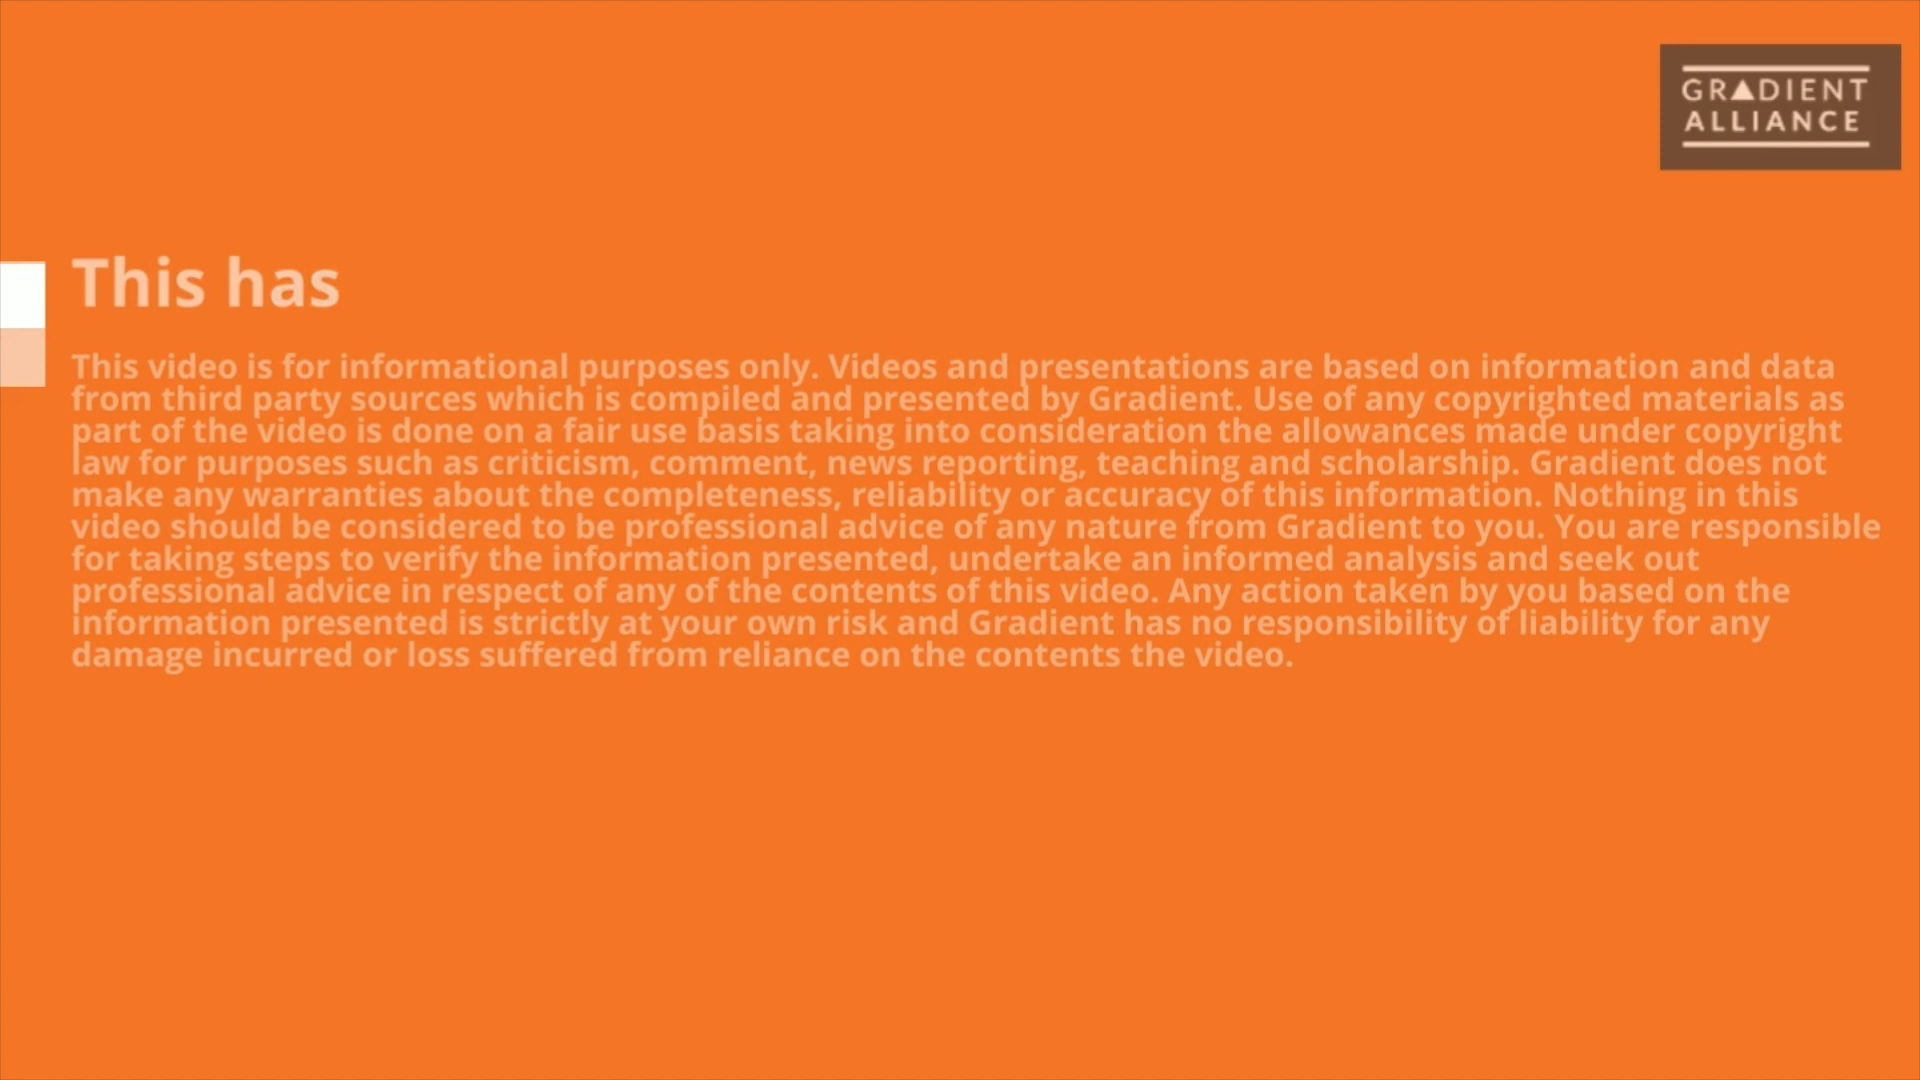 GRADIENT
ALLIANCE
This has
This video is for informational purposes only. Videos and presentations are based on information and data
from third party sources which is compiled and presented by Gradient. Use of any copyrighted materials as
part of the video is done on a fair use basis taking into consideration the allowances made under copyright
law for purposes such as criticism, comment, news reporting, teaching and scholarship. Gradient does not
make any warranties about the completeness, reliability or accuracy of this information. Nothing in this
video should be considered to be professional advice of any nature from Gradient to you. You are responsible
for taking steps to verify the information presented, undertake an informed analysis and seek out
professional advice in respect of any of the contents of this video. Any action taken by you based on the
information presented is strictly at your own risk and Gradient has no responsibility of liability for any
damage incurred or loss suffered from reliance on the contents the video.